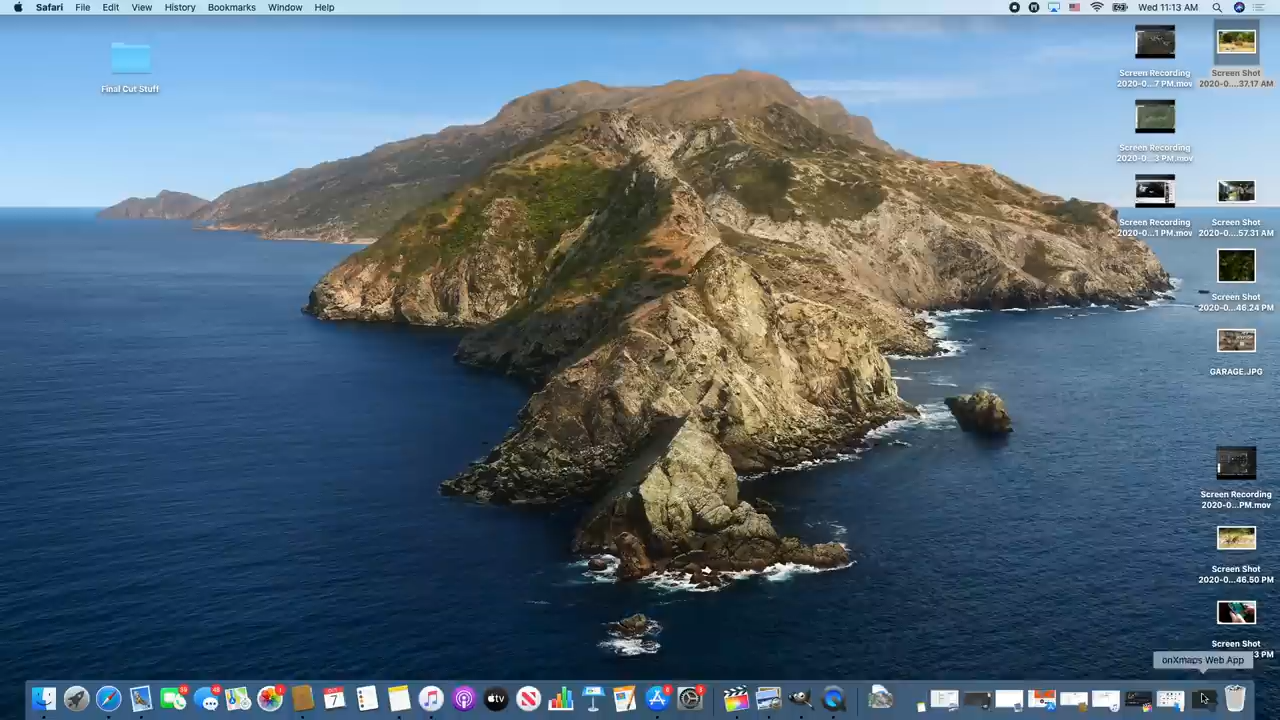 Safari File Edit View History Bookmarks Window Help
Wed 11:13 AM
Final Cut Stuff
Screen Recording
2020-0...7 PM.mov
Screen Shot
2020-0....37.17 AM
Screen Recording
2020-0...3 PM.mov
Screen Recording
2020-0...1 PM.mov
Screen Shot
2020-0....57.31 AM
Screen Shot
2020-0....46.24 PM
GARAGE.JPG
Screen Recording
2020-0...PM.mov
Screen Shot
2020-0...46.50 PM
Screen Shot
3 PM
onXmaps Web App
tv